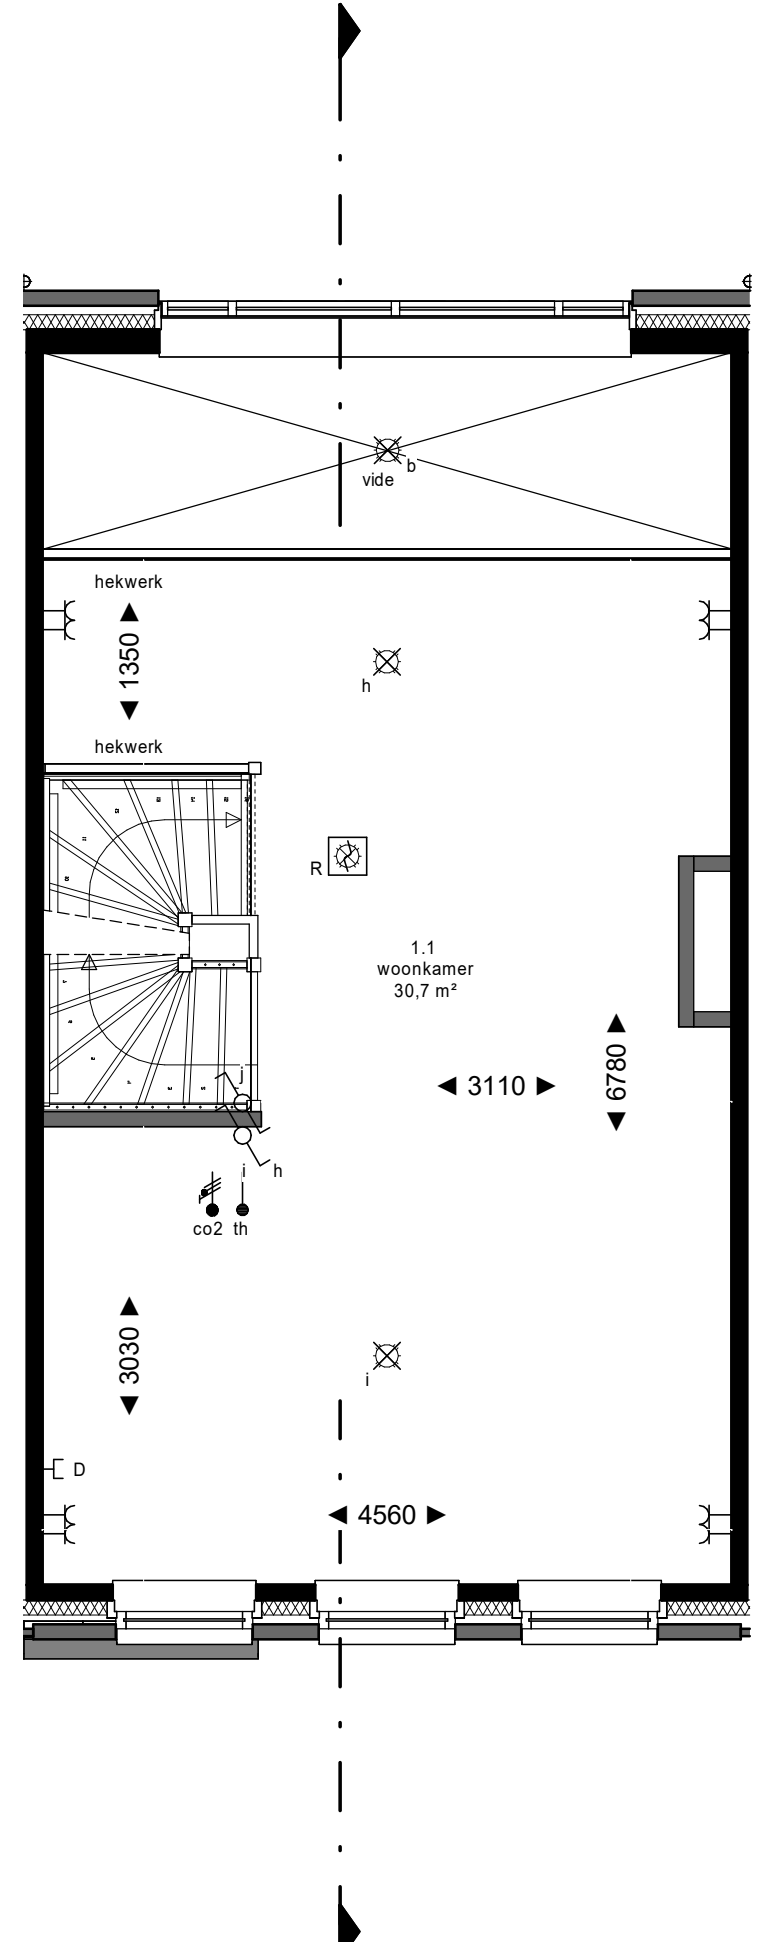 b
vide
hekwerk
1350
h
hekwerk
R
1.1
woonkamer
30,7 m²
6780
3110
j
i
h
co2
th
3030
i
D
4560